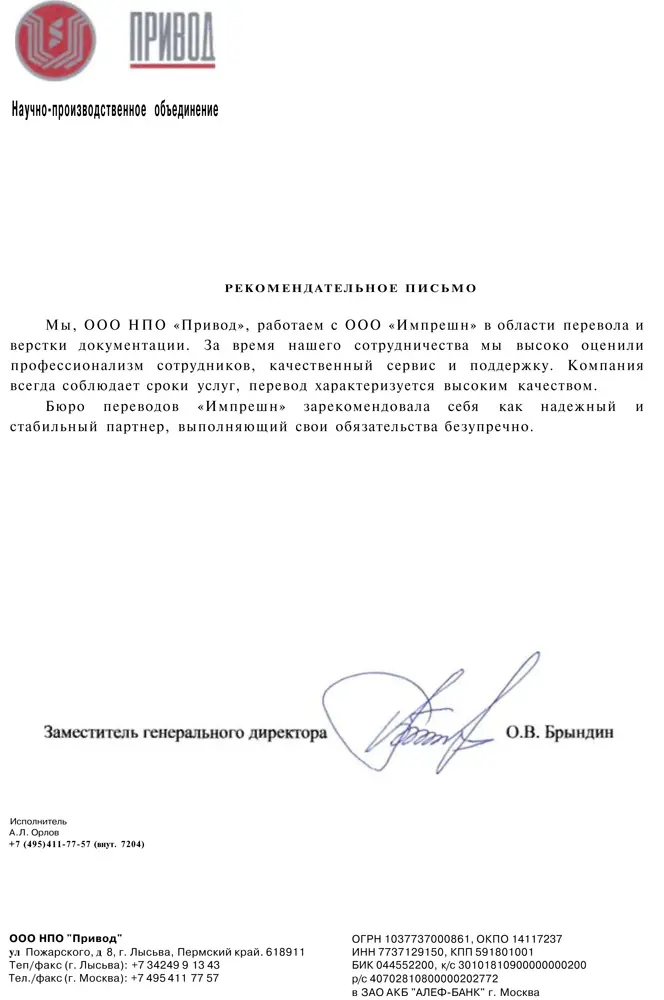 ПРИВОД
Научно-производственное объединение
РЕКОМЕНДАТЕЛЬНОЕ ПИСЬМО
Мы, ООО НПО «Привод», работаем с ООО «Импрешн» в области перевола и
верстки документации. За время нашего сотрудничества мы высоко оценили
профессионализм сотрудников, качественный сервис и поддержку. Компания
всегда соблюдает сроки услуг, перевод характеризуется высоким качеством.
Бюро переводов «Импрешн» зарекомендовала себя как надежный и
стабильный партнер, выполняющий свои обязательства безупречно.
Заместитель генерального директора О.В. Брындин
Исполнитель
А.Л. Орлов
+7 (495)411-77-57 (внут. 7204)
ООО НПО "Привод"
ул Пожарского, д 8, г. Лысьва, Пермский край. 618911
Теп/факс (г. Лысьва): +7 34249 9 13 43
Тел./факс (г. Москва): +7 495 411 77 57
ОГРН 1037737000861, ОКПО 14117237
ИНН 7737129150, КПП 591801001
БИК 044552200, к/с 30101810900000000200
р/с 40702810800000202772
в ЗАО АКБ "АЛЕФ-БАНК" г. Москва